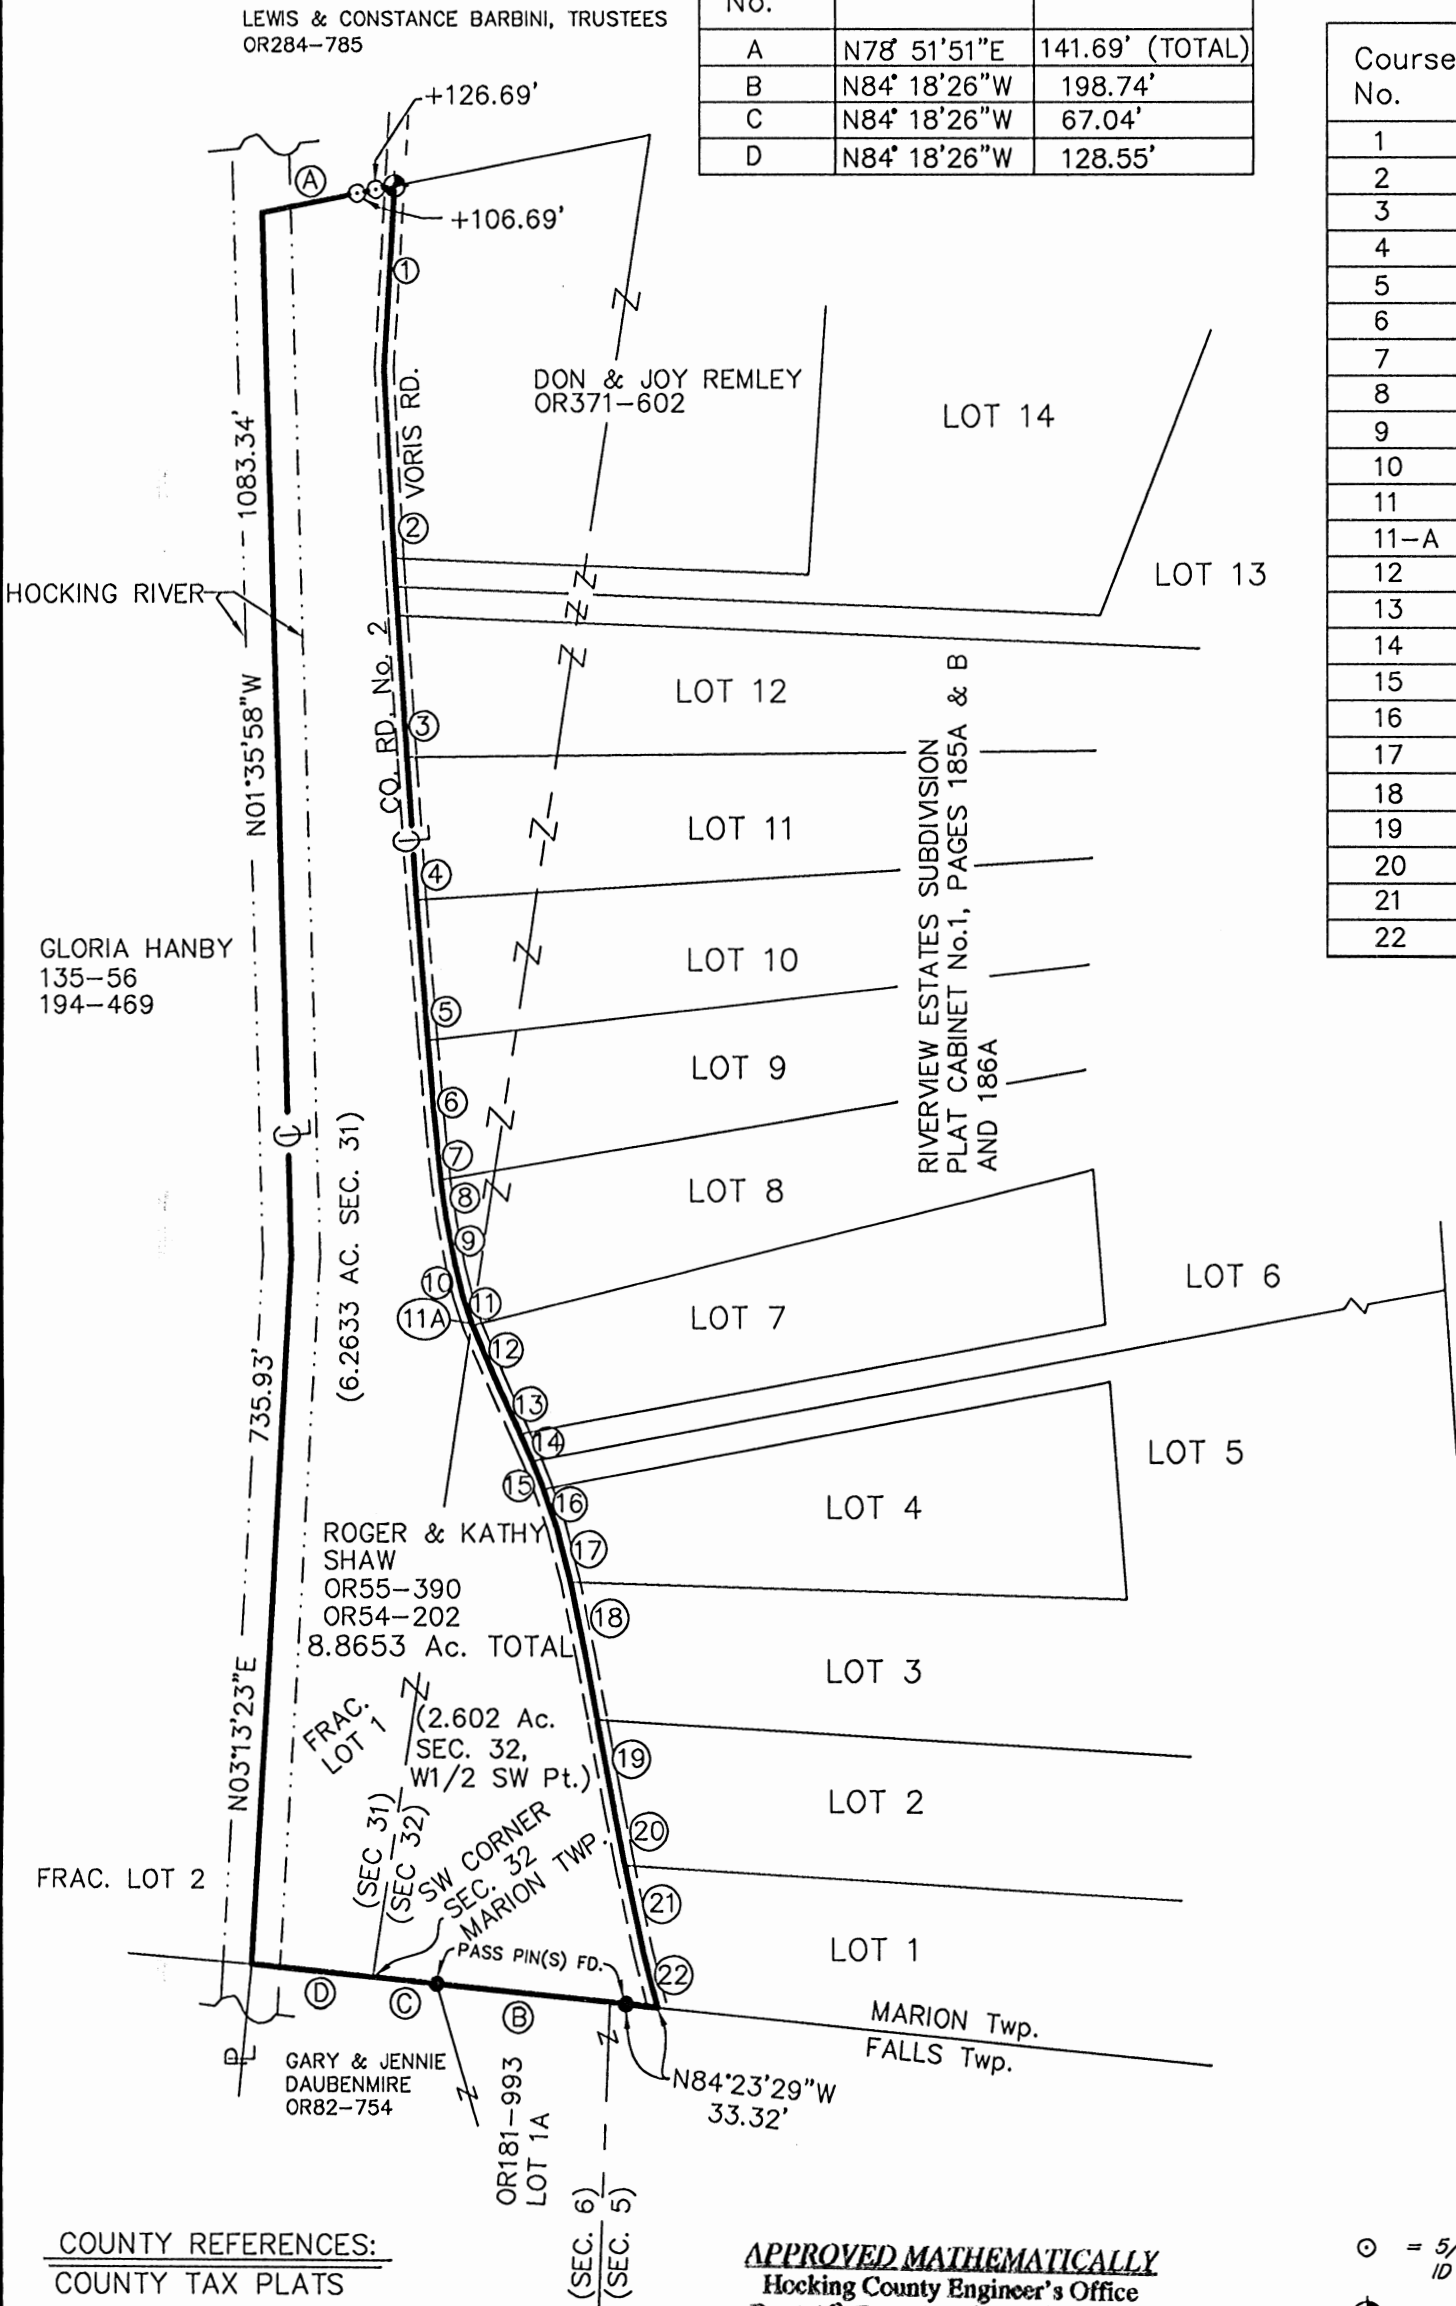 LEWIS & CONSTANCE BARBINI, TRUSTEES
OR284-785
No.
A N78° 51'51"E 141.69' (TOTAL)
B N84° 18'26"W 198.74'
C N84° 18'26"W 67.04'
D N84° 18'26"W 128.55'
Course
No.
1
2
3
4
5
6
7
8
9
10
11
11-A
12
13
14
15
16
17
18
19
20
21
22
+126.69'
A
+106.69'
1
DON & JOY REMLEY
OR371-602
LOT 14
VORIS RD.
1083.34'
2
LOT 13
HOCKING RIVER
CO. RD. No. 2
N01°35'58"W
LOT 12
3
CL
LOT 11
4
RIVERVIEW ESTATES SUBDIVISION
PLAT CABINET No.1, PAGES 185A & B
AND 186A
GLORIA HANBY
135-56
194-469
LOT 10
5
LOT 9
6
CL
7
(6.2633 AC. SEC. 31)
LOT 8
8
9
10
11
11A
LOT 7
LOT 6
12
735.93'
13
14
LOT 5
15
16
LOT 4
17
ROGER & KATHY
SHAW
OR55-390
OR54-202
8.8653 Ac. TOTAL
18
LOT 3
N03°13'23"E
FRAC.
LOT 1
(2.602 Ac.
SEC. 32,
W1/2 SW Pt.)
19
LOT 2
(SEC 31)
(SEC 32)
SW CORNER
SEC. 32
MARION TWP.
20
FRAC. LOT 2
21
PASS PIN(S) FD.
LOT 1
22
D
C
B
MARION Twp.
FALLS Twp.
PL
GARY & JENNIE
DAUBENMIRE
OR82-754
OR181-993
LOT 1A
N84°23'29"W
33.32'
(SEC. 6)
(SEC. 5)
COUNTY REFERENCES:
COUNTY TAX PLATS
APPROVED MATHEMATICALLY
Hocking County Engineer's Office
= 5/
ID